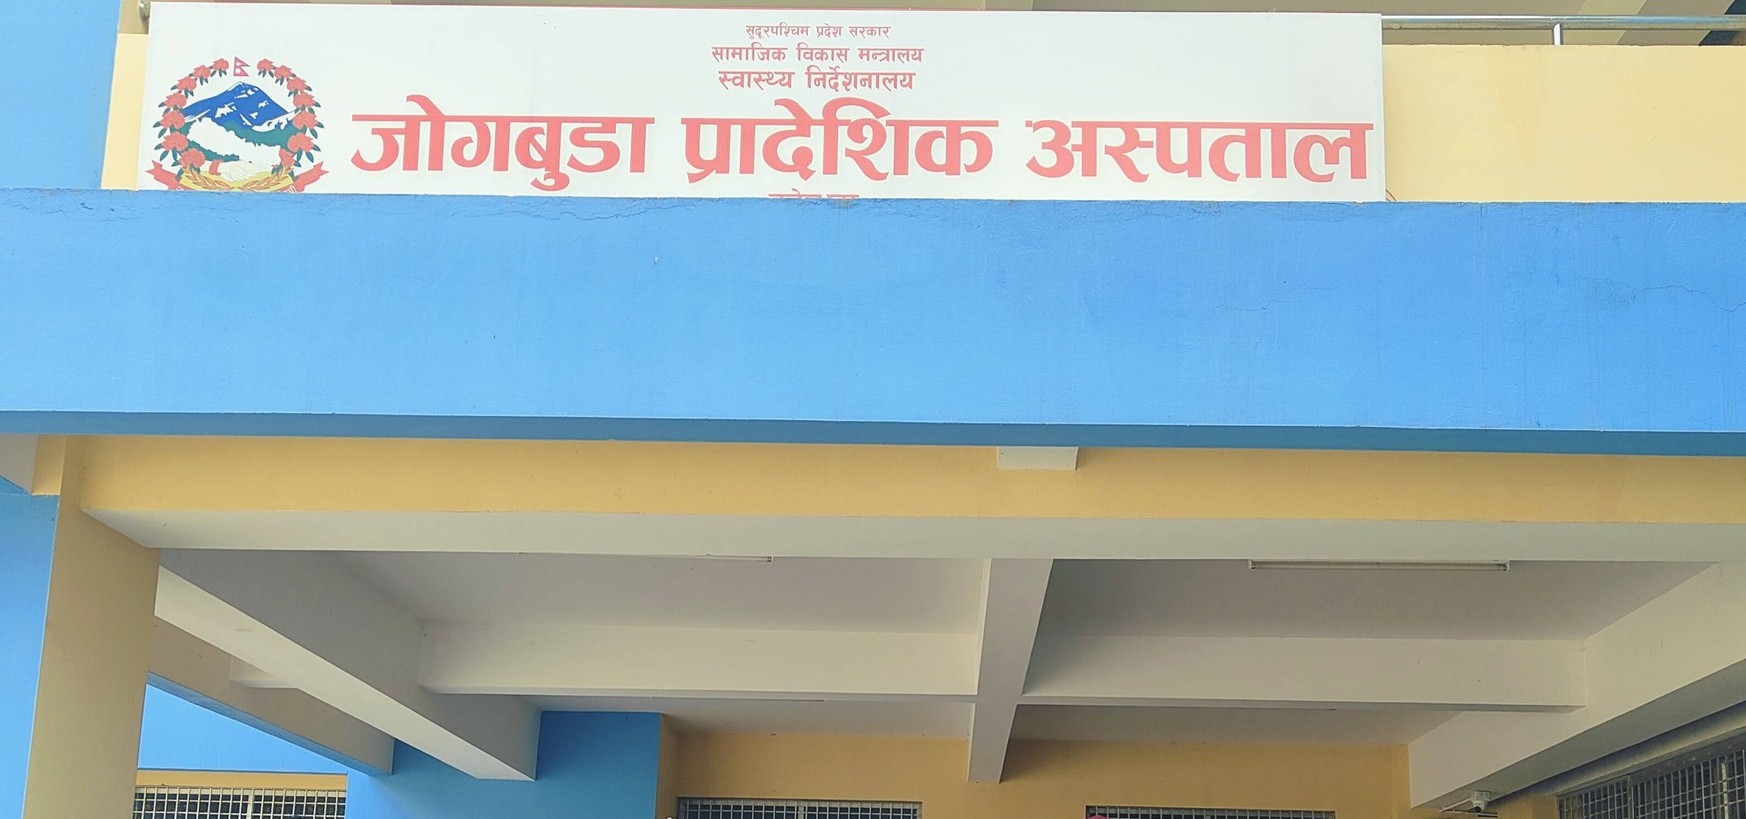 सुदूरपश्चिम प्रदेश सरकार
सामाजिक विकास मन्त्रालय
स्वास्थ्य निर्देशनालय
जोगबुडा प्रादेशिक अस्पताल